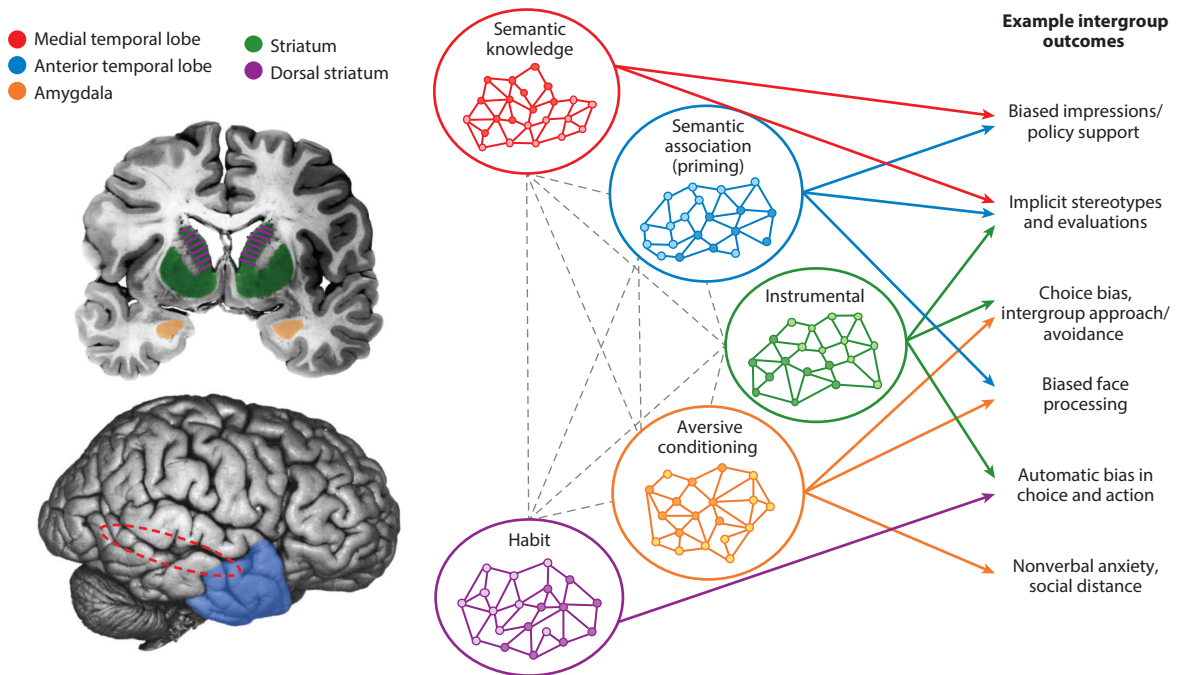 Medial temporal lobe
Anterior temporal lobe
Amygdala
Striatum
Dorsal striatum
Semantic
knowledge
Semantic
association
(priming)
Instrumental
Aversive
conditioning
Habit
Example intergroup
outcomes
Biased impressions/
policy support
Implicit stereotypes
and evaluations
Choice bias,
intergroup approach/
avoidance
Biased face
processing
Automatic bias in
choice and action
Nonverbal anxiety,
social distance